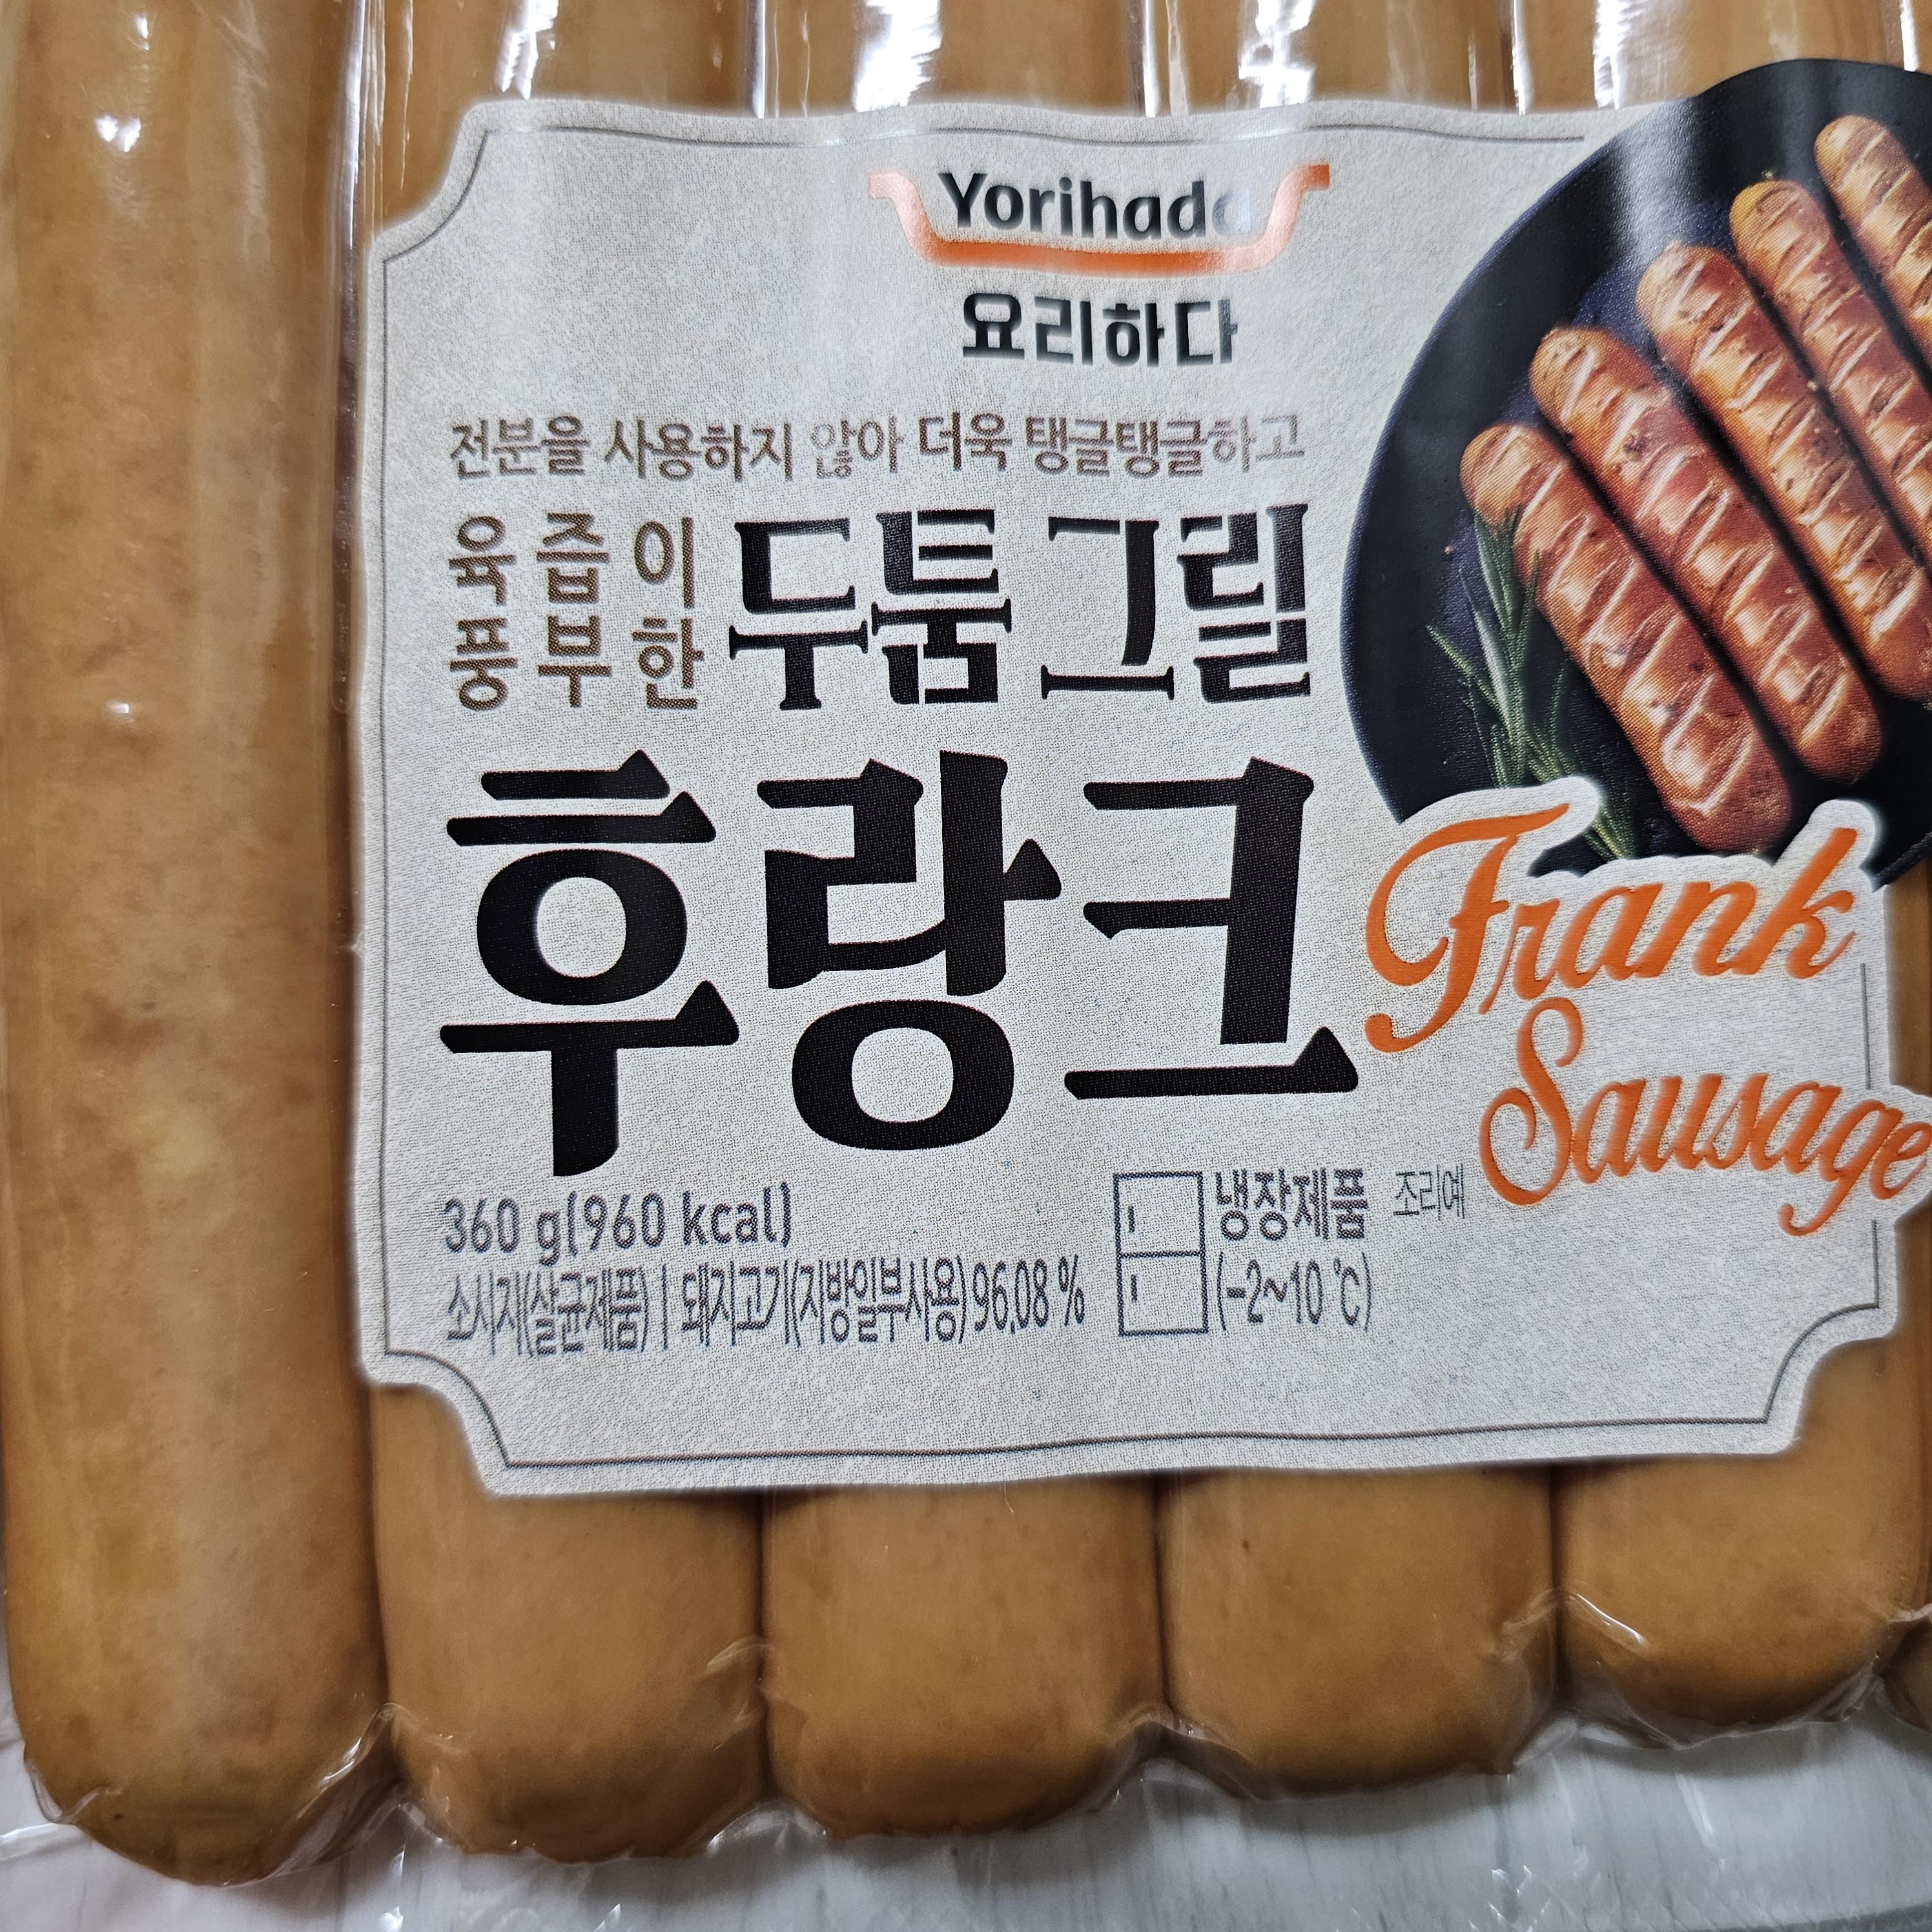 Yorihada
요리하다
전분을 사용하지 않아 더욱 탱글탱글하고
육즙이
풍부한
두툼 그릴
후랑크
Frank
Sausage
360 g(960 kcal)
소시지(살균제품) | 돼지고기(지방일부사용) 96.08 %
냉장제품
(-2~10 ℃)
조리예